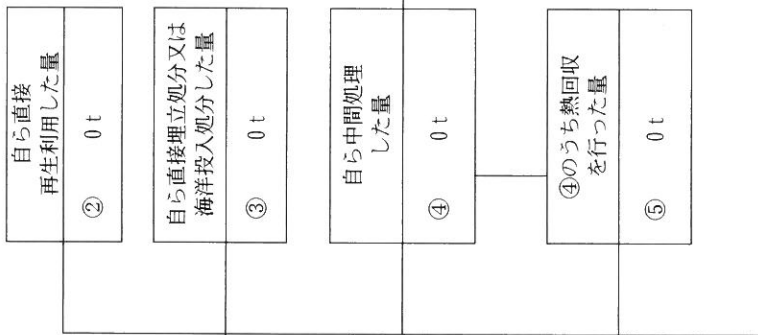 自ら直接
再生利用した量
② 0 t
自ら直接埋立処分又は
海洋投入処分した量
③ 0 t
自ら中間処理
した量
④ 0 t
④のうち熱回収
を行った量
⑤ 0 t